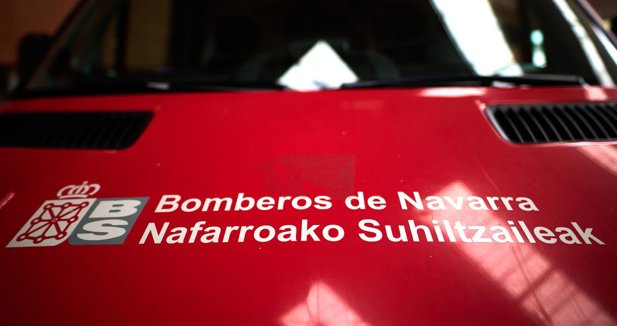 BS
Bomberos de Navarra
Nafarroako Suhiltzaileak